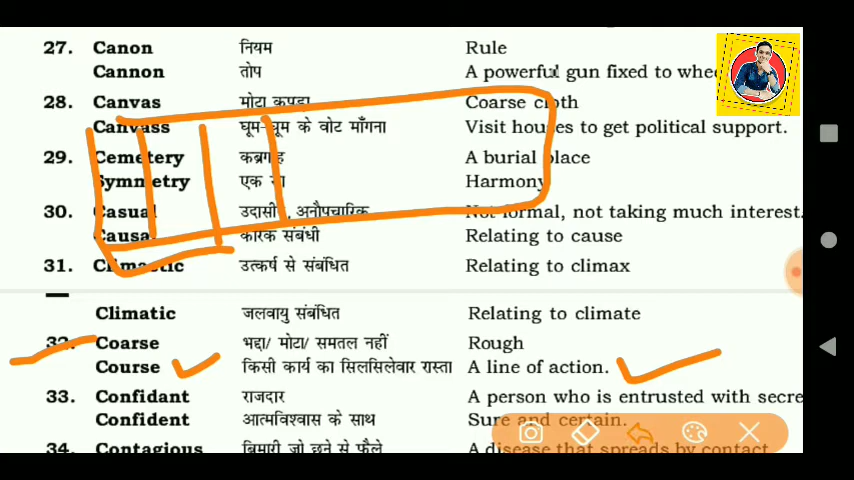 27. Canon नियम Rule
Cannon तोप A powerful gun fixed to whee
28. Canvas मोटा कपड़ा Coarse cloth
Canvass घूम-घूम के वोट माँगना Visit houses to get political support.
29. Cemetery कब्रगाह A burial place
Symmetry एक सा Harmony
30. Casual उदासीन, अनौपचारिक Not formal, not taking much interest.
Causal कारक संबंधी Relating to cause
31. Climactic उत्कर्ष से संबंधित Relating to climax
Climatic जलवायु संबंधित Relating to climate
32. Coarse भद्दा/ मोटा/ समतल नहीं Rough
Course किसी कार्य का सिलसिलेवार रास्ता A line of action.
33. Confidant राजदार A person who is entrusted with secre
Confident आत्मविश्वास के साथ Sure and certain.
34. Contagious बिमारी जो छूने से फैले A disease that spreads by contact